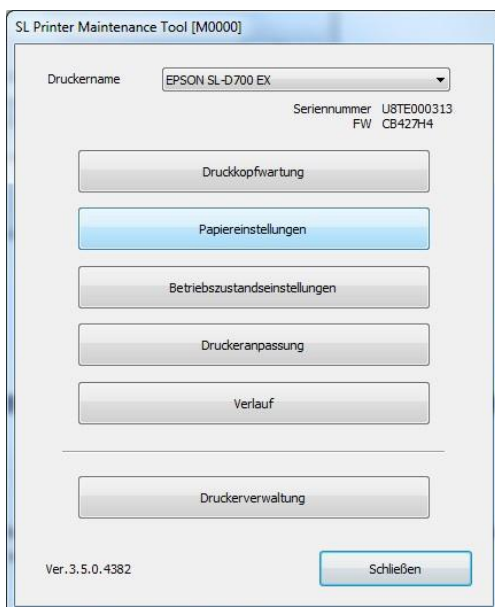 SL Printer Maintenance Tool [M0000]
Druckername EPSON SL-D700 EX
Seriennummer U8TE000313
FW CB427H4
Druckkopfwartung
Papiereinstellungen
Betriebszustandseinstellungen
Druckeranpassung
Verlauf
Druckerverwaltung
Ver.3.5.0.4382 Schließen